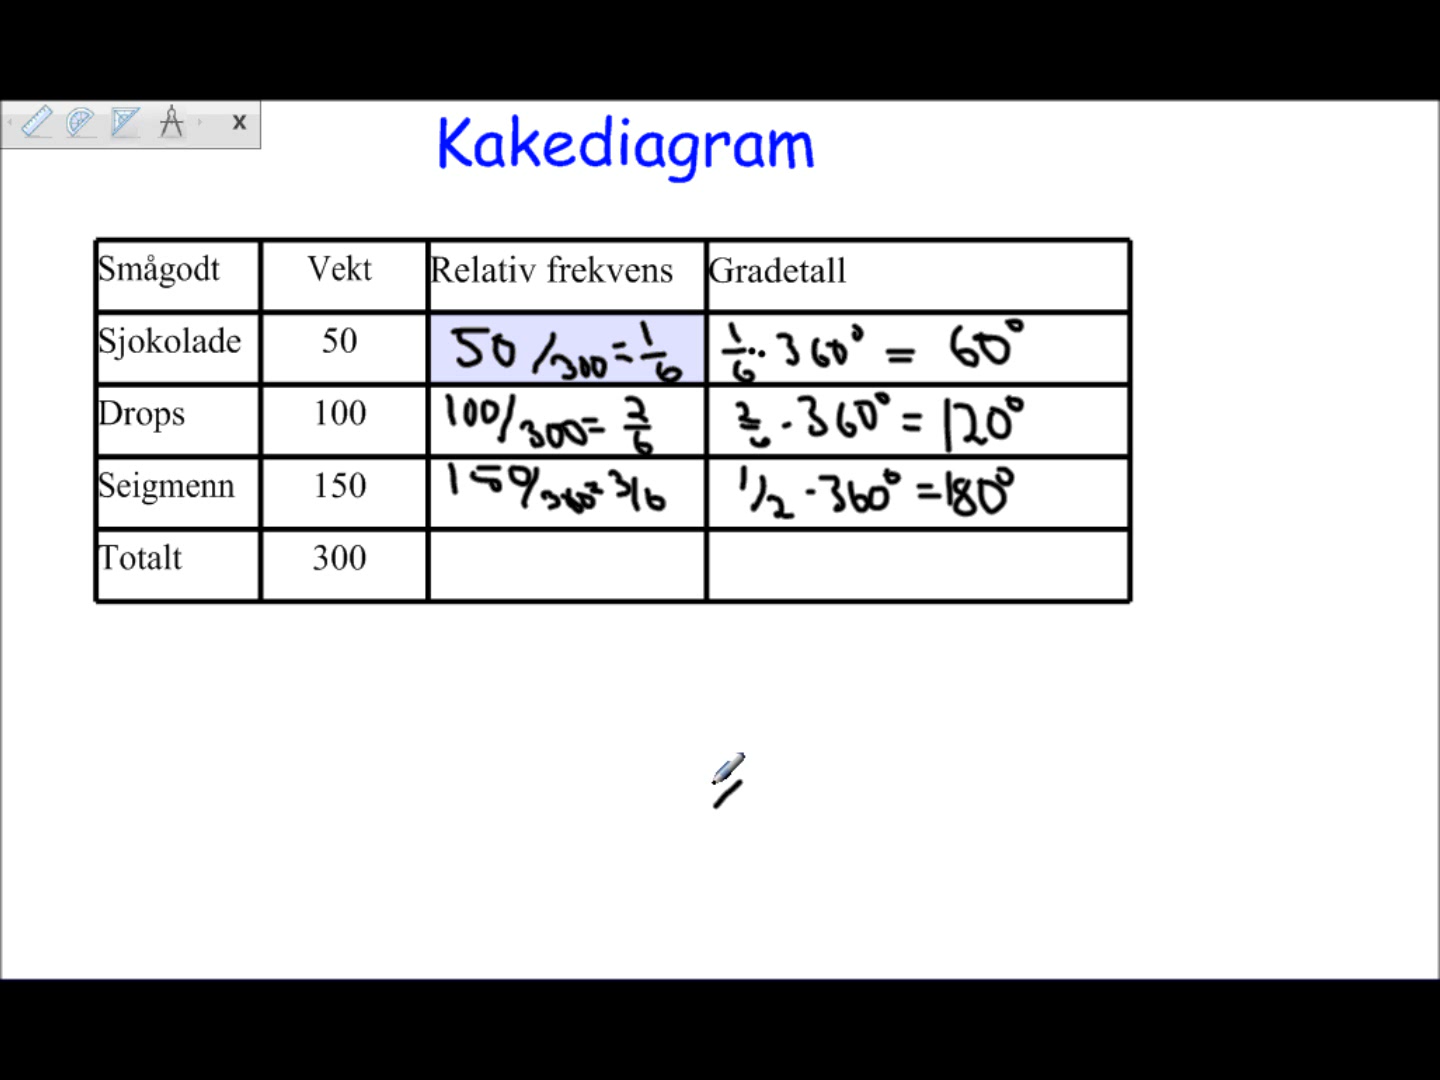 x
Kakediagram
Smågodt Vekt Relativ frekvens Gradetall
Sjokolade 50 50/300=1/6 1/6·360°=60°
Drops 100 100/300=2/6 2/6·360°=120°
Seigmenn 150 150/300=3/6 1/2·360°=180°
Totalt 300